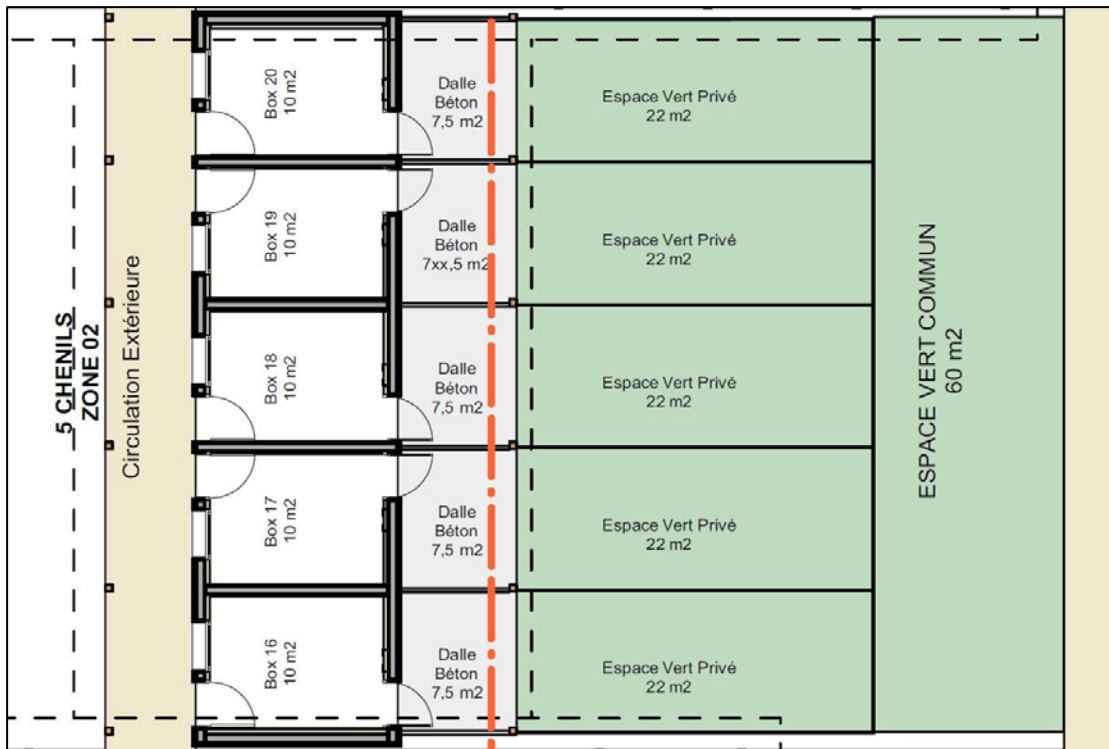 5 CHENILS
ZONE 02
Circulation Extérieure
Box 20
10 m2
Dalle
Béton
7,5 m2
Espace Vert Privé
22 m2
Box 19
10 m2
Dalle
Béton
7xx,5 m2
Espace Vert Privé
22 m2
Box 18
10 m2
Dalle
Béton
7,5 m2
Espace Vert Privé
22 m2
Box 17
10 m2
Dalle
Béton
7,5 m2
Espace Vert Privé
22 m2
Box 16
10 m2
Dalle
Béton
7,5 m2
Espace Vert Privé
22 m2
ESPACE VERT COMMUN
60 m2